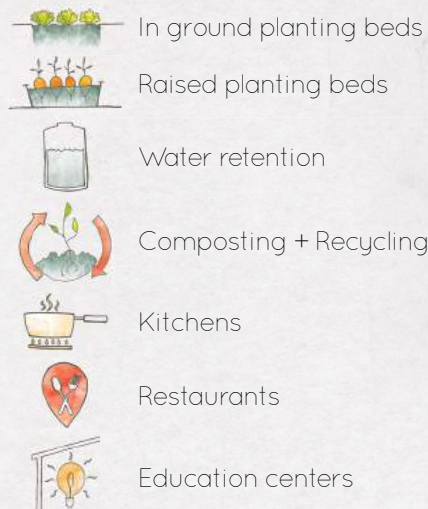 In ground planting beds
Raised planting beds
Water retention
Composting + Recycling
Kitchens
Restaurants
Education centers